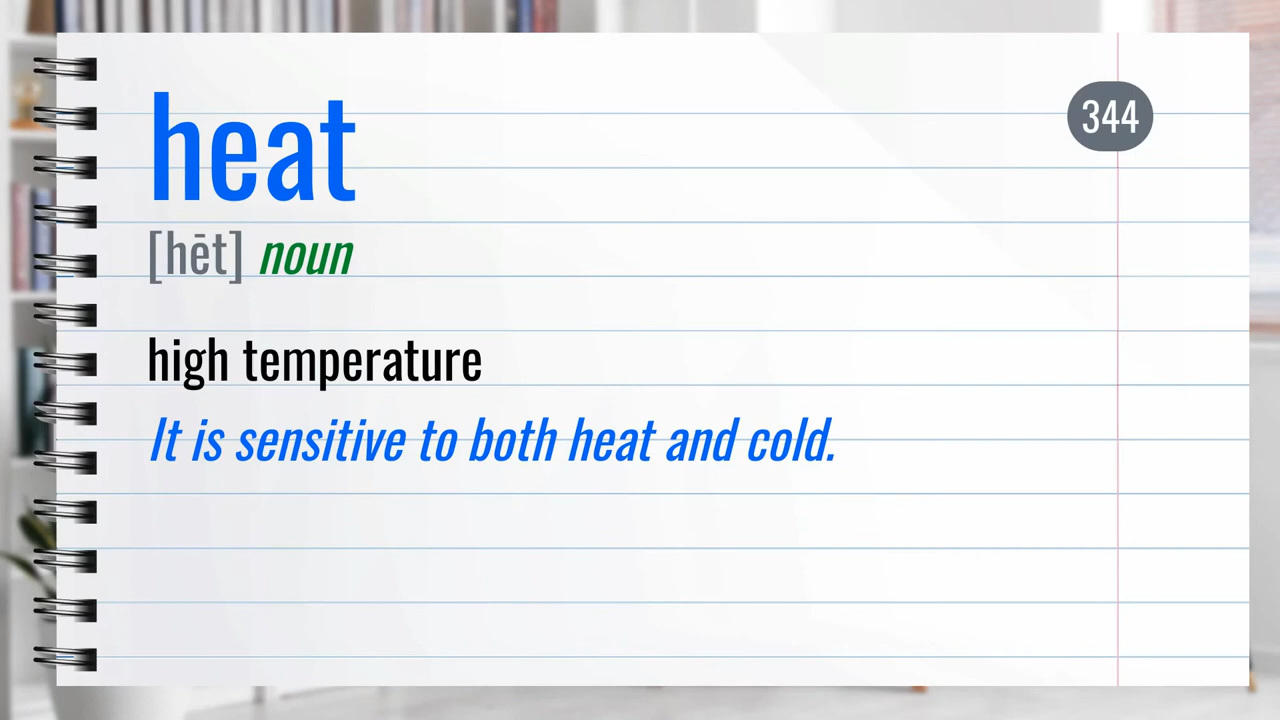 heat
344
[hēt] noun
high temperature
It is sensitive to both heat and cold.